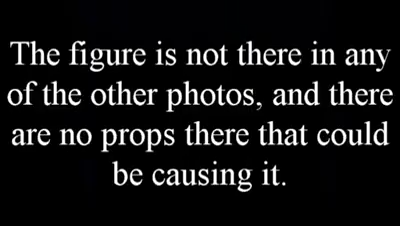 The figure is not there in any
of the other photos, and there
are no props there that could
be causing it.